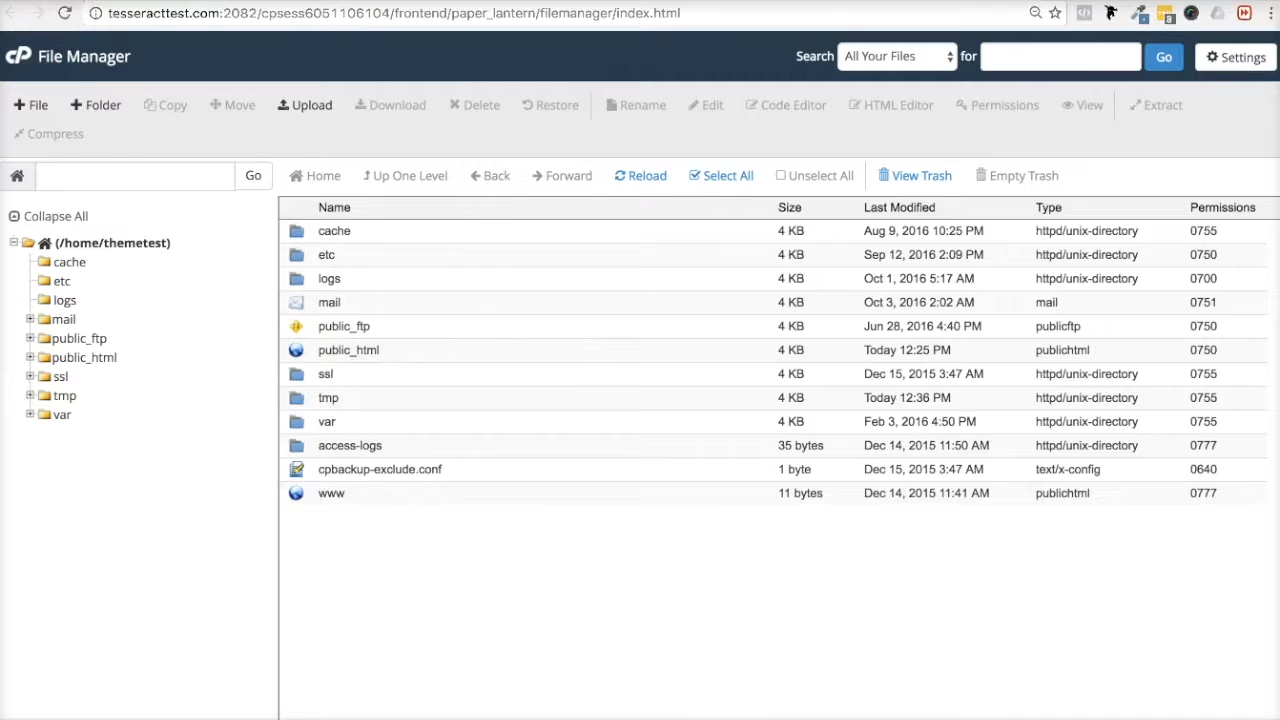 tesseracttest.com:2082/cpsess6051106104/frontend/paper_lantern/filemanager/index.html
cP File Manager
Search All Your Files for Go Settings
File Folder Copy Move Upload Download Delete Restore Rename Edit Code Editor HTML Editor Permissions View Extract
Compress
Go Home Up One Level Back Forward Reload Select All Unselect All View Trash Empty Trash
Collapse All
(/home/themetest)
cache
etc
logs
mail
public_ftp
public_html
ssl
tmp
var
Name Size Last Modified Type Permissions
cache 4 KB Aug 9, 2016 10:25 PM httpd/unix-directory 0755
etc 4 KB Sep 12, 2016 2:09 PM httpd/unix-directory 0750
logs 4 KB Oct 1, 2016 5:17 AM httpd/unix-directory 0700
mail 4 KB Oct 3, 2016 2:02 AM mail 0751
public_ftp 4 KB Jun 28, 2016 4:40 PM publicftp 0750
public_html 4 KB Today 12:25 PM publichtml 0750
ssl 4 KB Dec 15, 2015 3:47 AM httpd/unix-directory 0755
tmp 4 KB Today 12:36 PM httpd/unix-directory 0755
var 4 KB Feb 3, 2016 4:50 PM httpd/unix-directory 0755
access-logs 35 bytes Dec 14, 2015 11:50 AM httpd/unix-directory 0777
cpbackup-exclude.conf 1 byte Dec 15, 2015 3:47 AM text/x-config 0640
www 11 bytes Dec 14, 2015 11:41 AM publichtml 0777